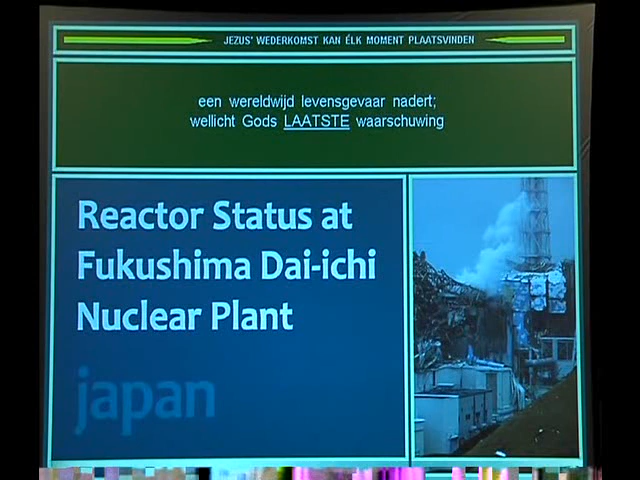 JEZUS' WEDERKOMST KAN ÉLK MOMENT PLAATSVINDEN
een wereldwijd levensgevaar nadert;
wellicht Gods LAATSTE waarschuwing
Reactor Status at
Fukushima Dai-ichi
Nuclear Plant
japan